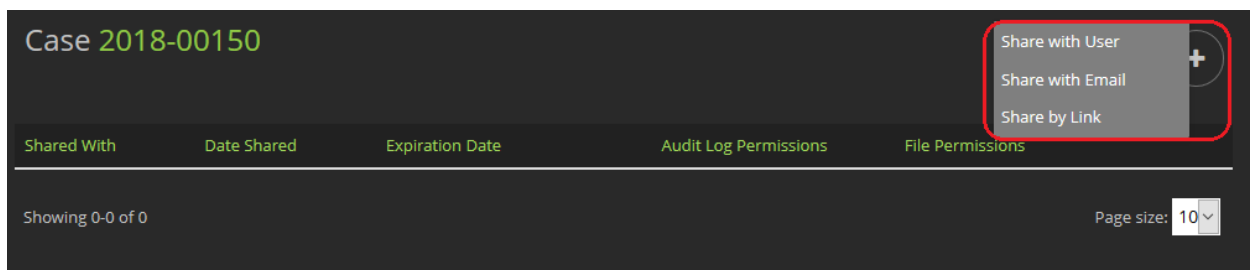 Case 2018-00150
Share with User
Share with Email
Share by Link
Shared With Date Shared Expiration Date Audit Log Permissions File Permissions
Showing 0-0 of 0 Page size: 10